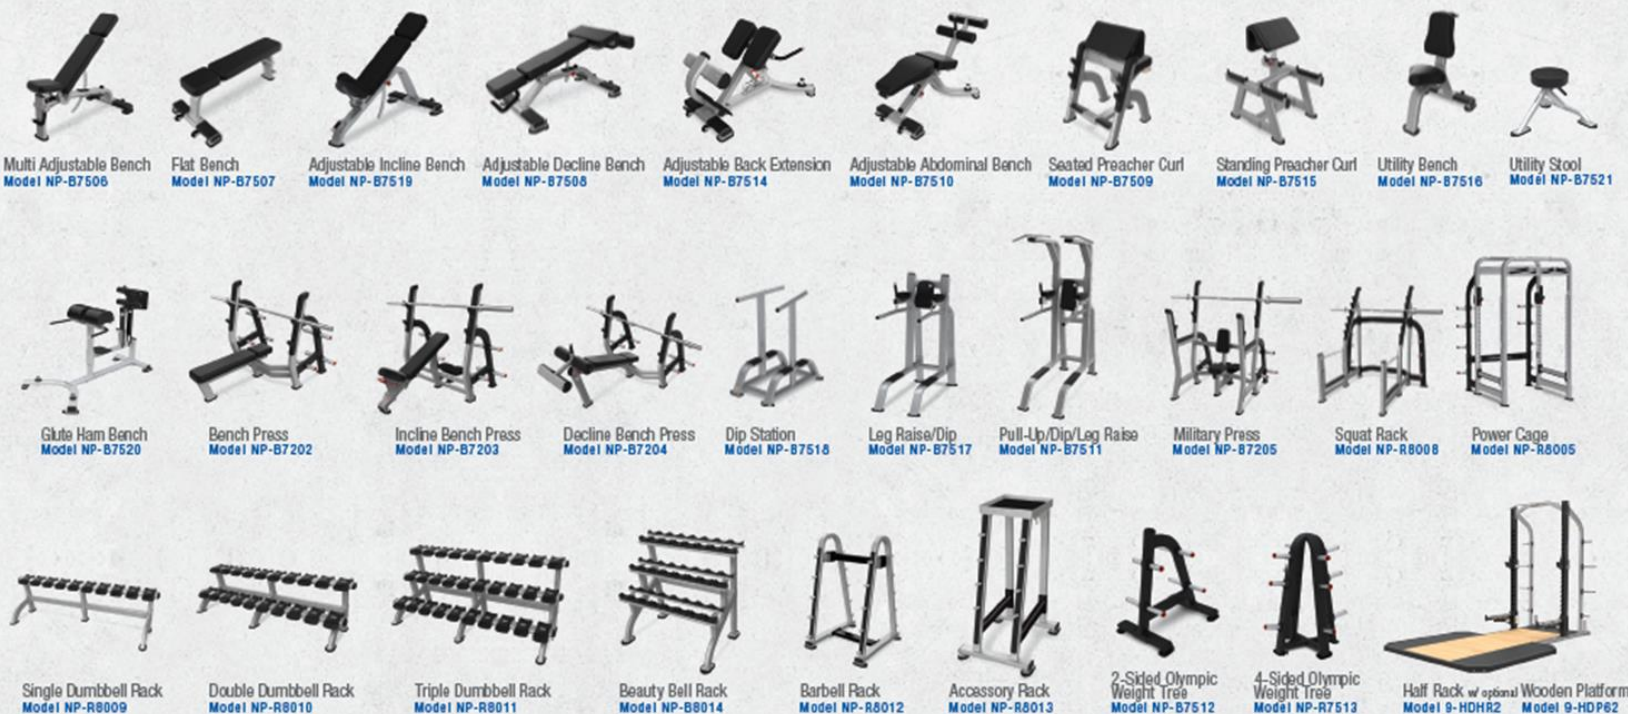 Multi Adjustable Bench
Model NP-B7506
Flat Bench
Model NP-B7507
Adjustable Incline Bench
Model NP-B7519
Adjustable Decline Bench
Model NP-B7508
Adjustable Back Extension
Model NP-B7514
Adjustable Abdominal Bench
Model NP-B7510
Seated Preacher Curl
Model NP-B7509
Standing Preacher Curl
Model NP-B7515
Utility Bench
Model NP-B7516
Utility Stool
Model NP-B7521
Glute Ham Bench
Model NP-B7520
Bench Press
Model NP-B7202
Incline Bench Press
Model NP-B7203
Decline Bench Press
Model NP-B7204
Dip Station
Model NP-B7518
Leg Raise/Dip
Model NP-B7517
Pull-Up/Dip/Leg Raise
Model NP-B7511
Military Press
Model NP-B7205
Squat Rack
Model NP-R8008
Power Cage
Model NP-R8005
Single Dumbbell Rack
Model NP-R8009
Double Dumbbell Rack
Model NP-R8010
Triple Dumbbell Rack
Model NP-R8011
Beauty Bell Rack
Model NP-B8014
Barbell Rack
Model NP-R8012
Accessory Rack
Model NP-R8013
2-Sided Olympic
Weight Tree
Model NP-B7512
4-Sided Olympic
Weight Tree
Model NP-R7513
Half Rack w/ optional Wooden Platform
Model 9-HDHR2 Model 9-HDP62